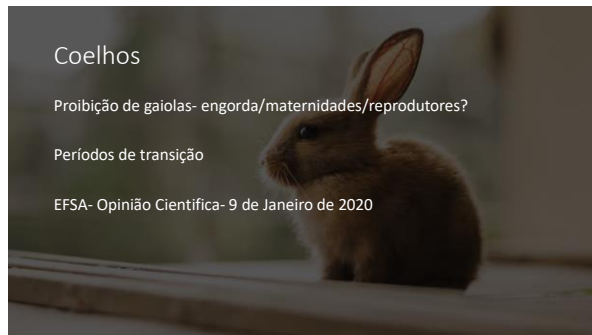 Coelhos
Proibição de gaiolas- engorda/maternidades/reprodutores?
Períodos de transição
EFSA- Opinião Cientifica- 9 de Janeiro de 2020